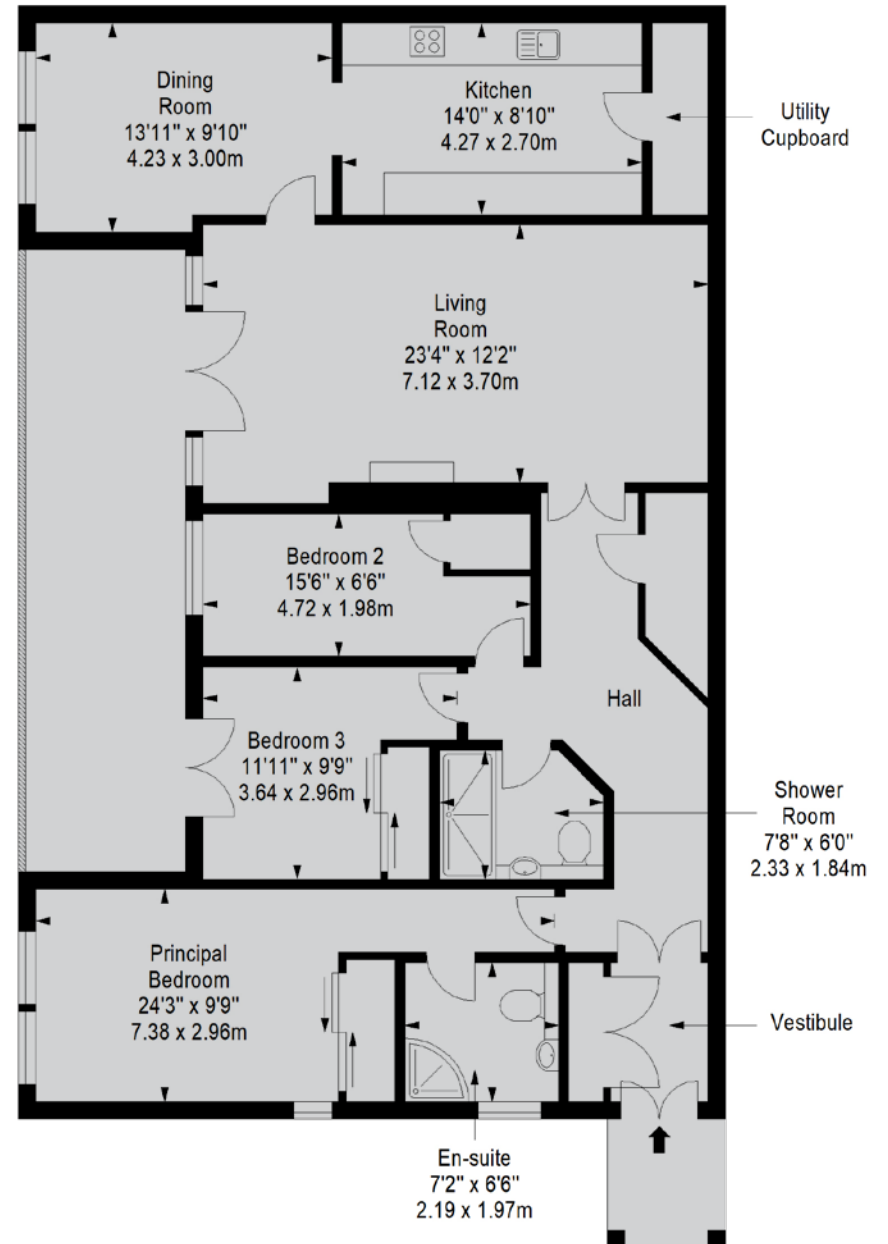 Dining
Room
13'11" x 9'10"
4.23 x 3.00m
Kitchen
14'0" x 8'10"
4.27 x 2.70m
Utility
Cupboard
Living
Room
23'4" x 12'2"
7.12 x 3.70m
Bedroom 2
15'6" x 6'6"
4.72 x 1.98m
Hall
Bedroom 3
11'11" x 9'9"
3.64 x 2.96m
Shower
Room
7'8" x 6'0"
2.33 x 1.84m
Principal
Bedroom
24'3" x 9'9"
7.38 x 2.96m
Vestibule
En-suite
7'2" x 6'6"
2.19 x 1.97m